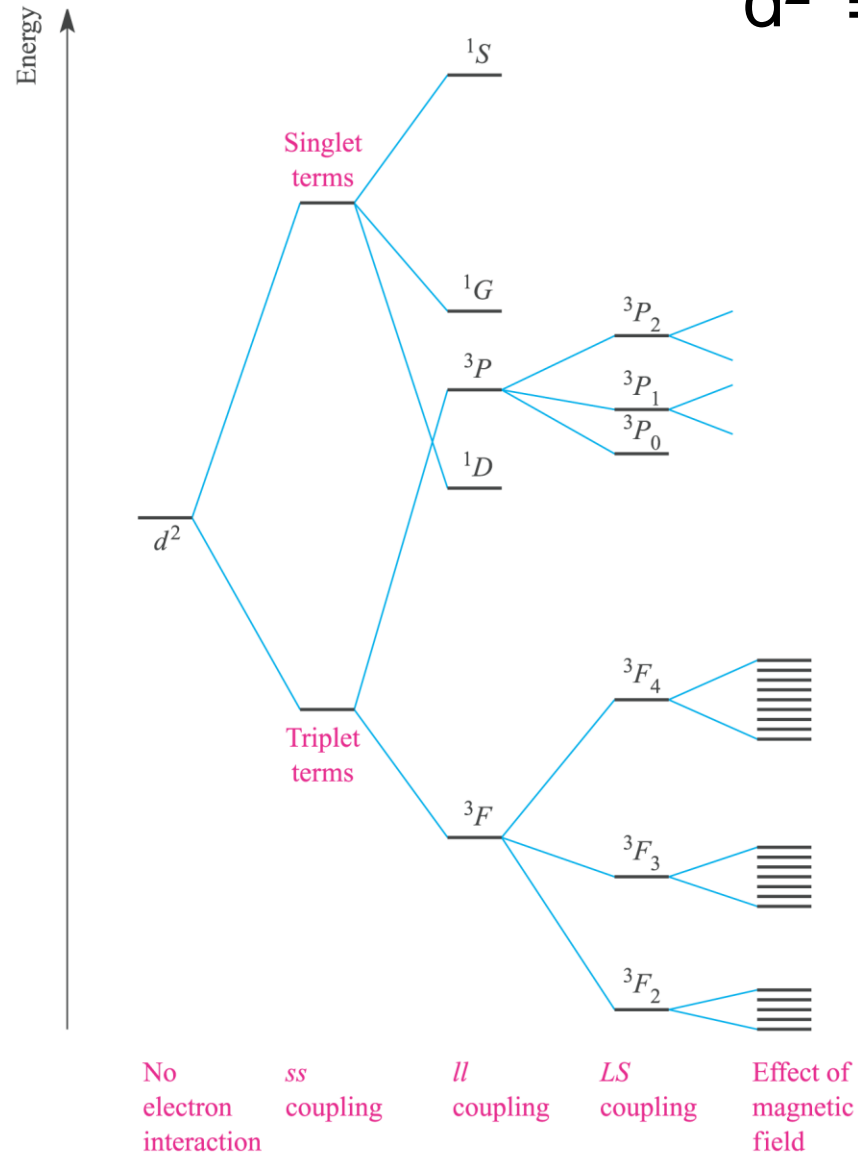 d² =
Energy
¹S
Singlet
terms
¹G
³P₂
³P
³P₁
³P₀
¹D
d²
³F₄
Triplet
terms
³F
³F₃
³F₂
No
electron
interaction
ss
coupling
ll
coupling
LS
coupling
Effect of
magnetic
field